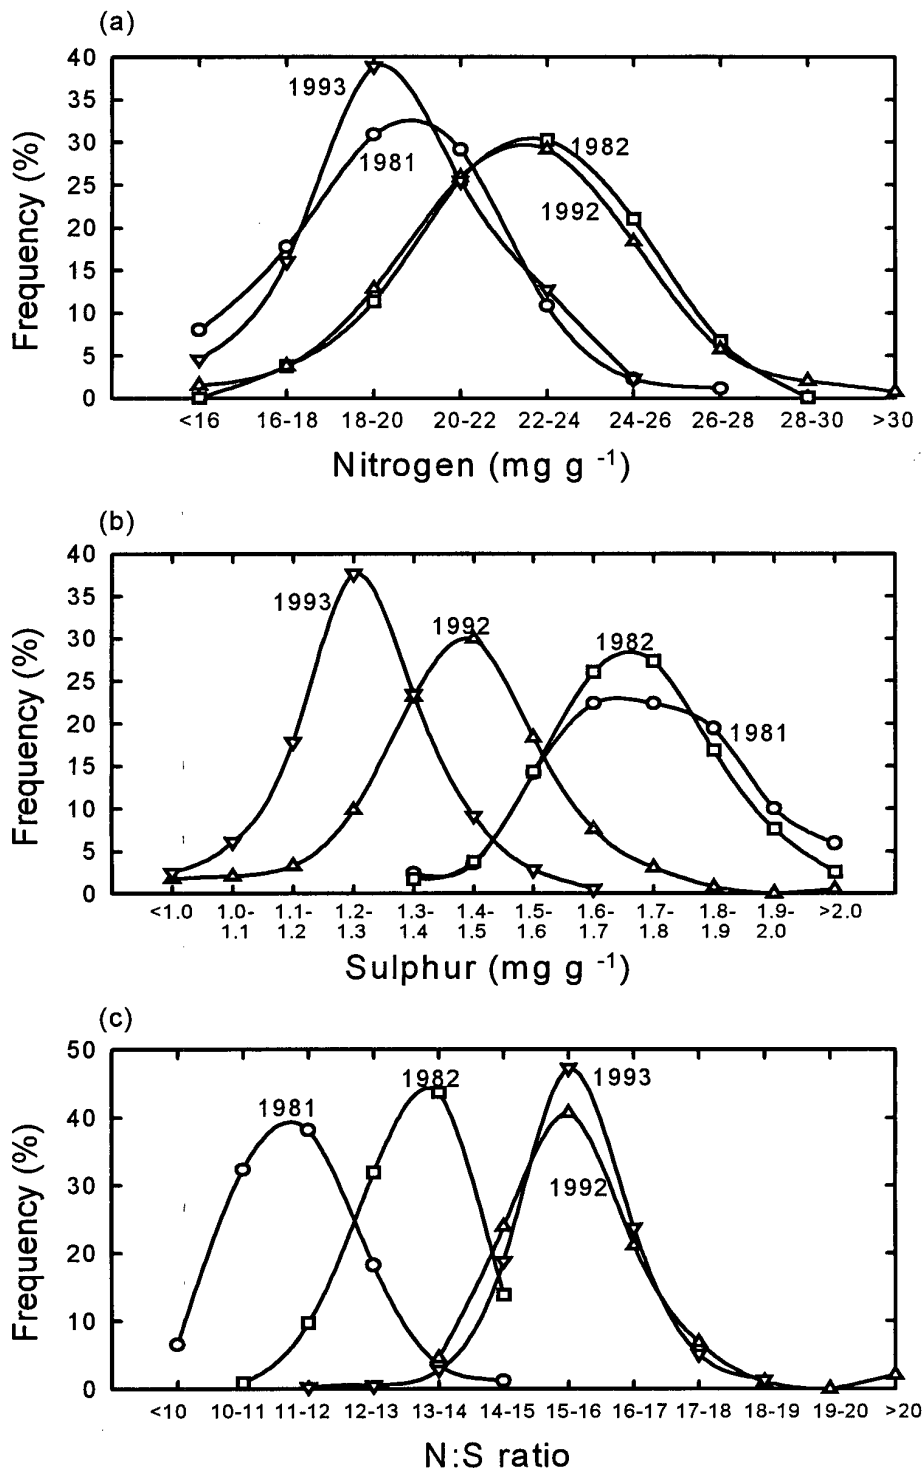 (a)
40
35
30
25
20
15
10
5
0
Frequency (%)
1993
1981
1982
1992
<16 16-18 18-20 20-22 22-24 24-26 26-28 28-30 >30
Nitrogen (mg g -1)
(b)
40
35
30
25
20
15
10
5
0
Frequency (%)
1993
1992
1982
1981
<1.0 1.0- 1.1- 1.2- 1.3- 1.4- 1.5- 1.6- 1.7- 1.8- 1.9- >2.0
1.1 1.2 1.3 1.4 1.5 1.6 1.7 1.8 1.9 2.0
Sulphur (mg g -1)
(c)
50
40
30
20
10
0
Frequency (%)
1981
1982
1993
1992
<10 10-11 11-12 12-13 13-14 14-15 15-16 16-17 17-18 18-19 19-20 >20
N:S ratio